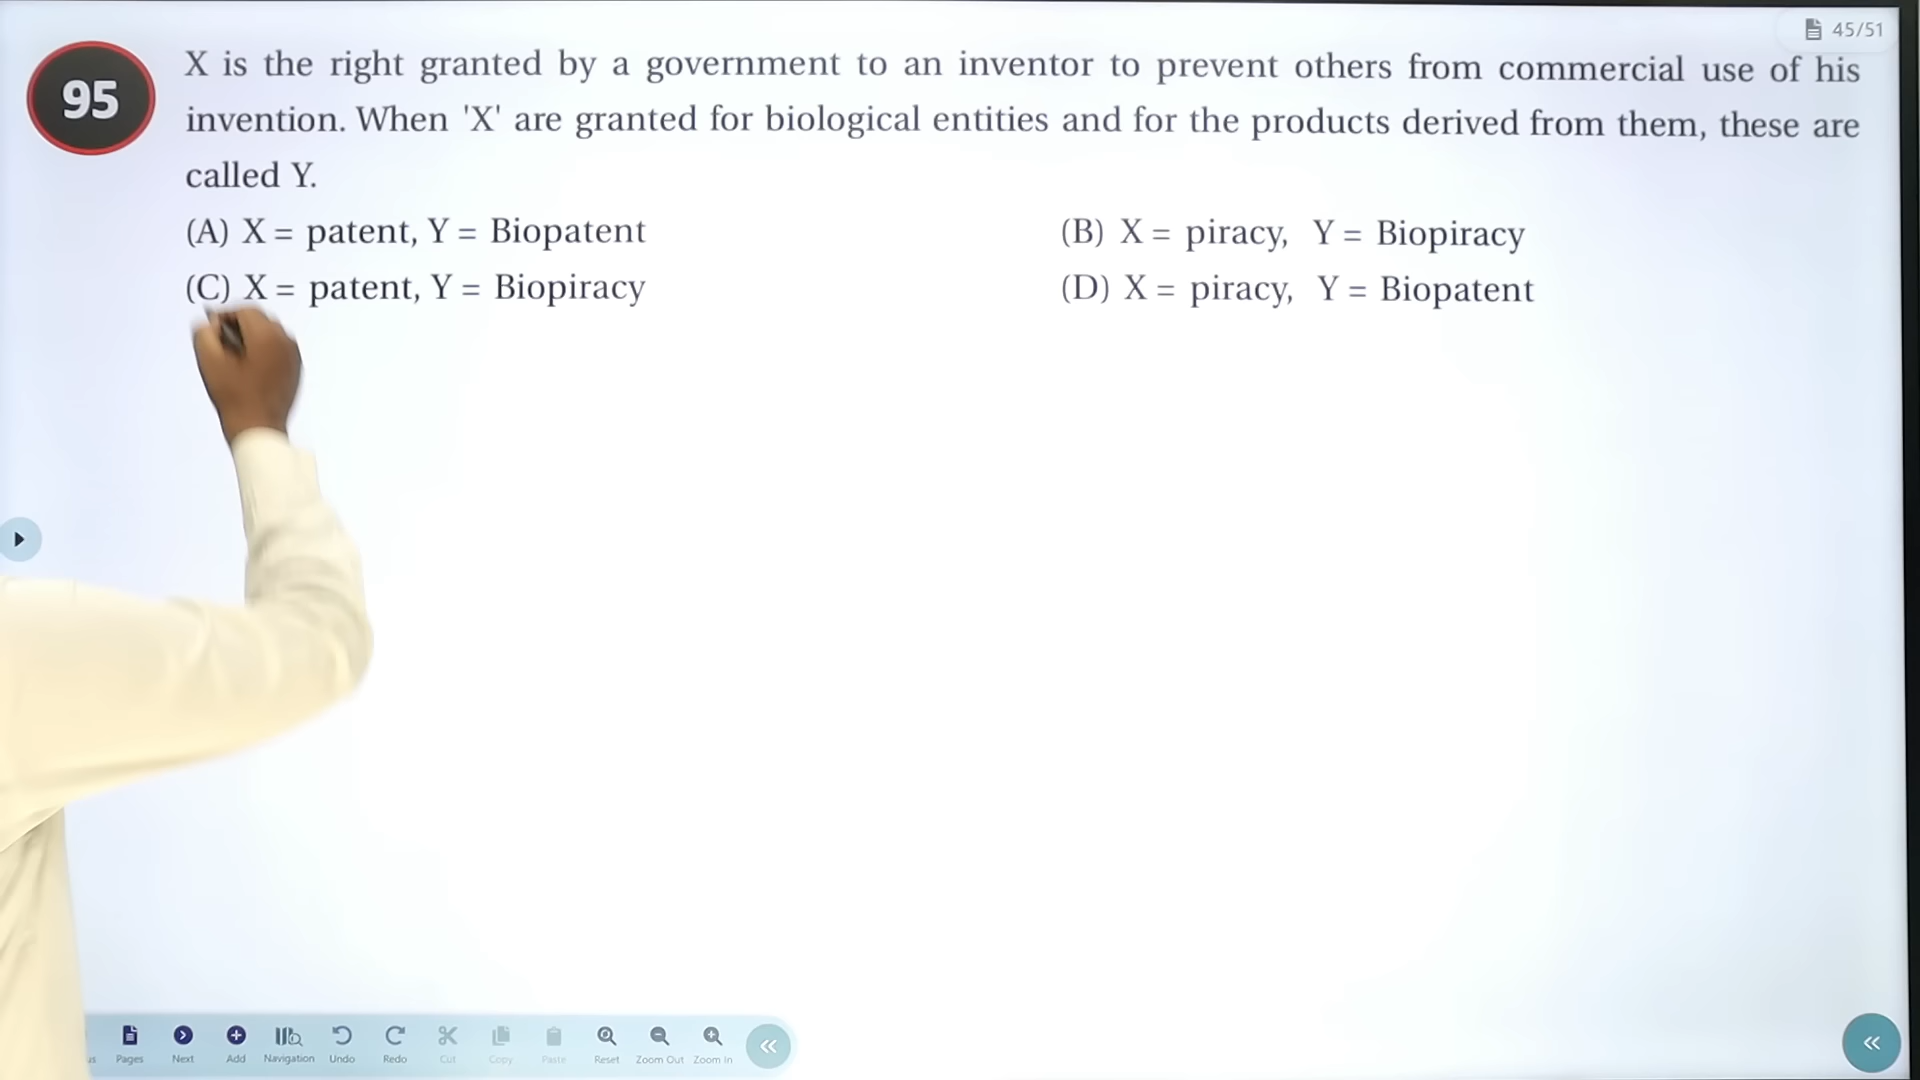 45/51
95
X is the right granted by a government to an inventor to prevent others from commercial use of his
invention. When 'X' are granted for biological entities and for the products derived from them, these are
called Y.
(A) X = patent, Y = Biopatent
(B) X = piracy, Y = Biopiracy
(C) X = patent, Y = Biopiracy
(D) X = piracy, Y = Biopatent
Pages Next Add Navigation Undo Redo Cut Copy Paste Reset Zoom Out Zoom In